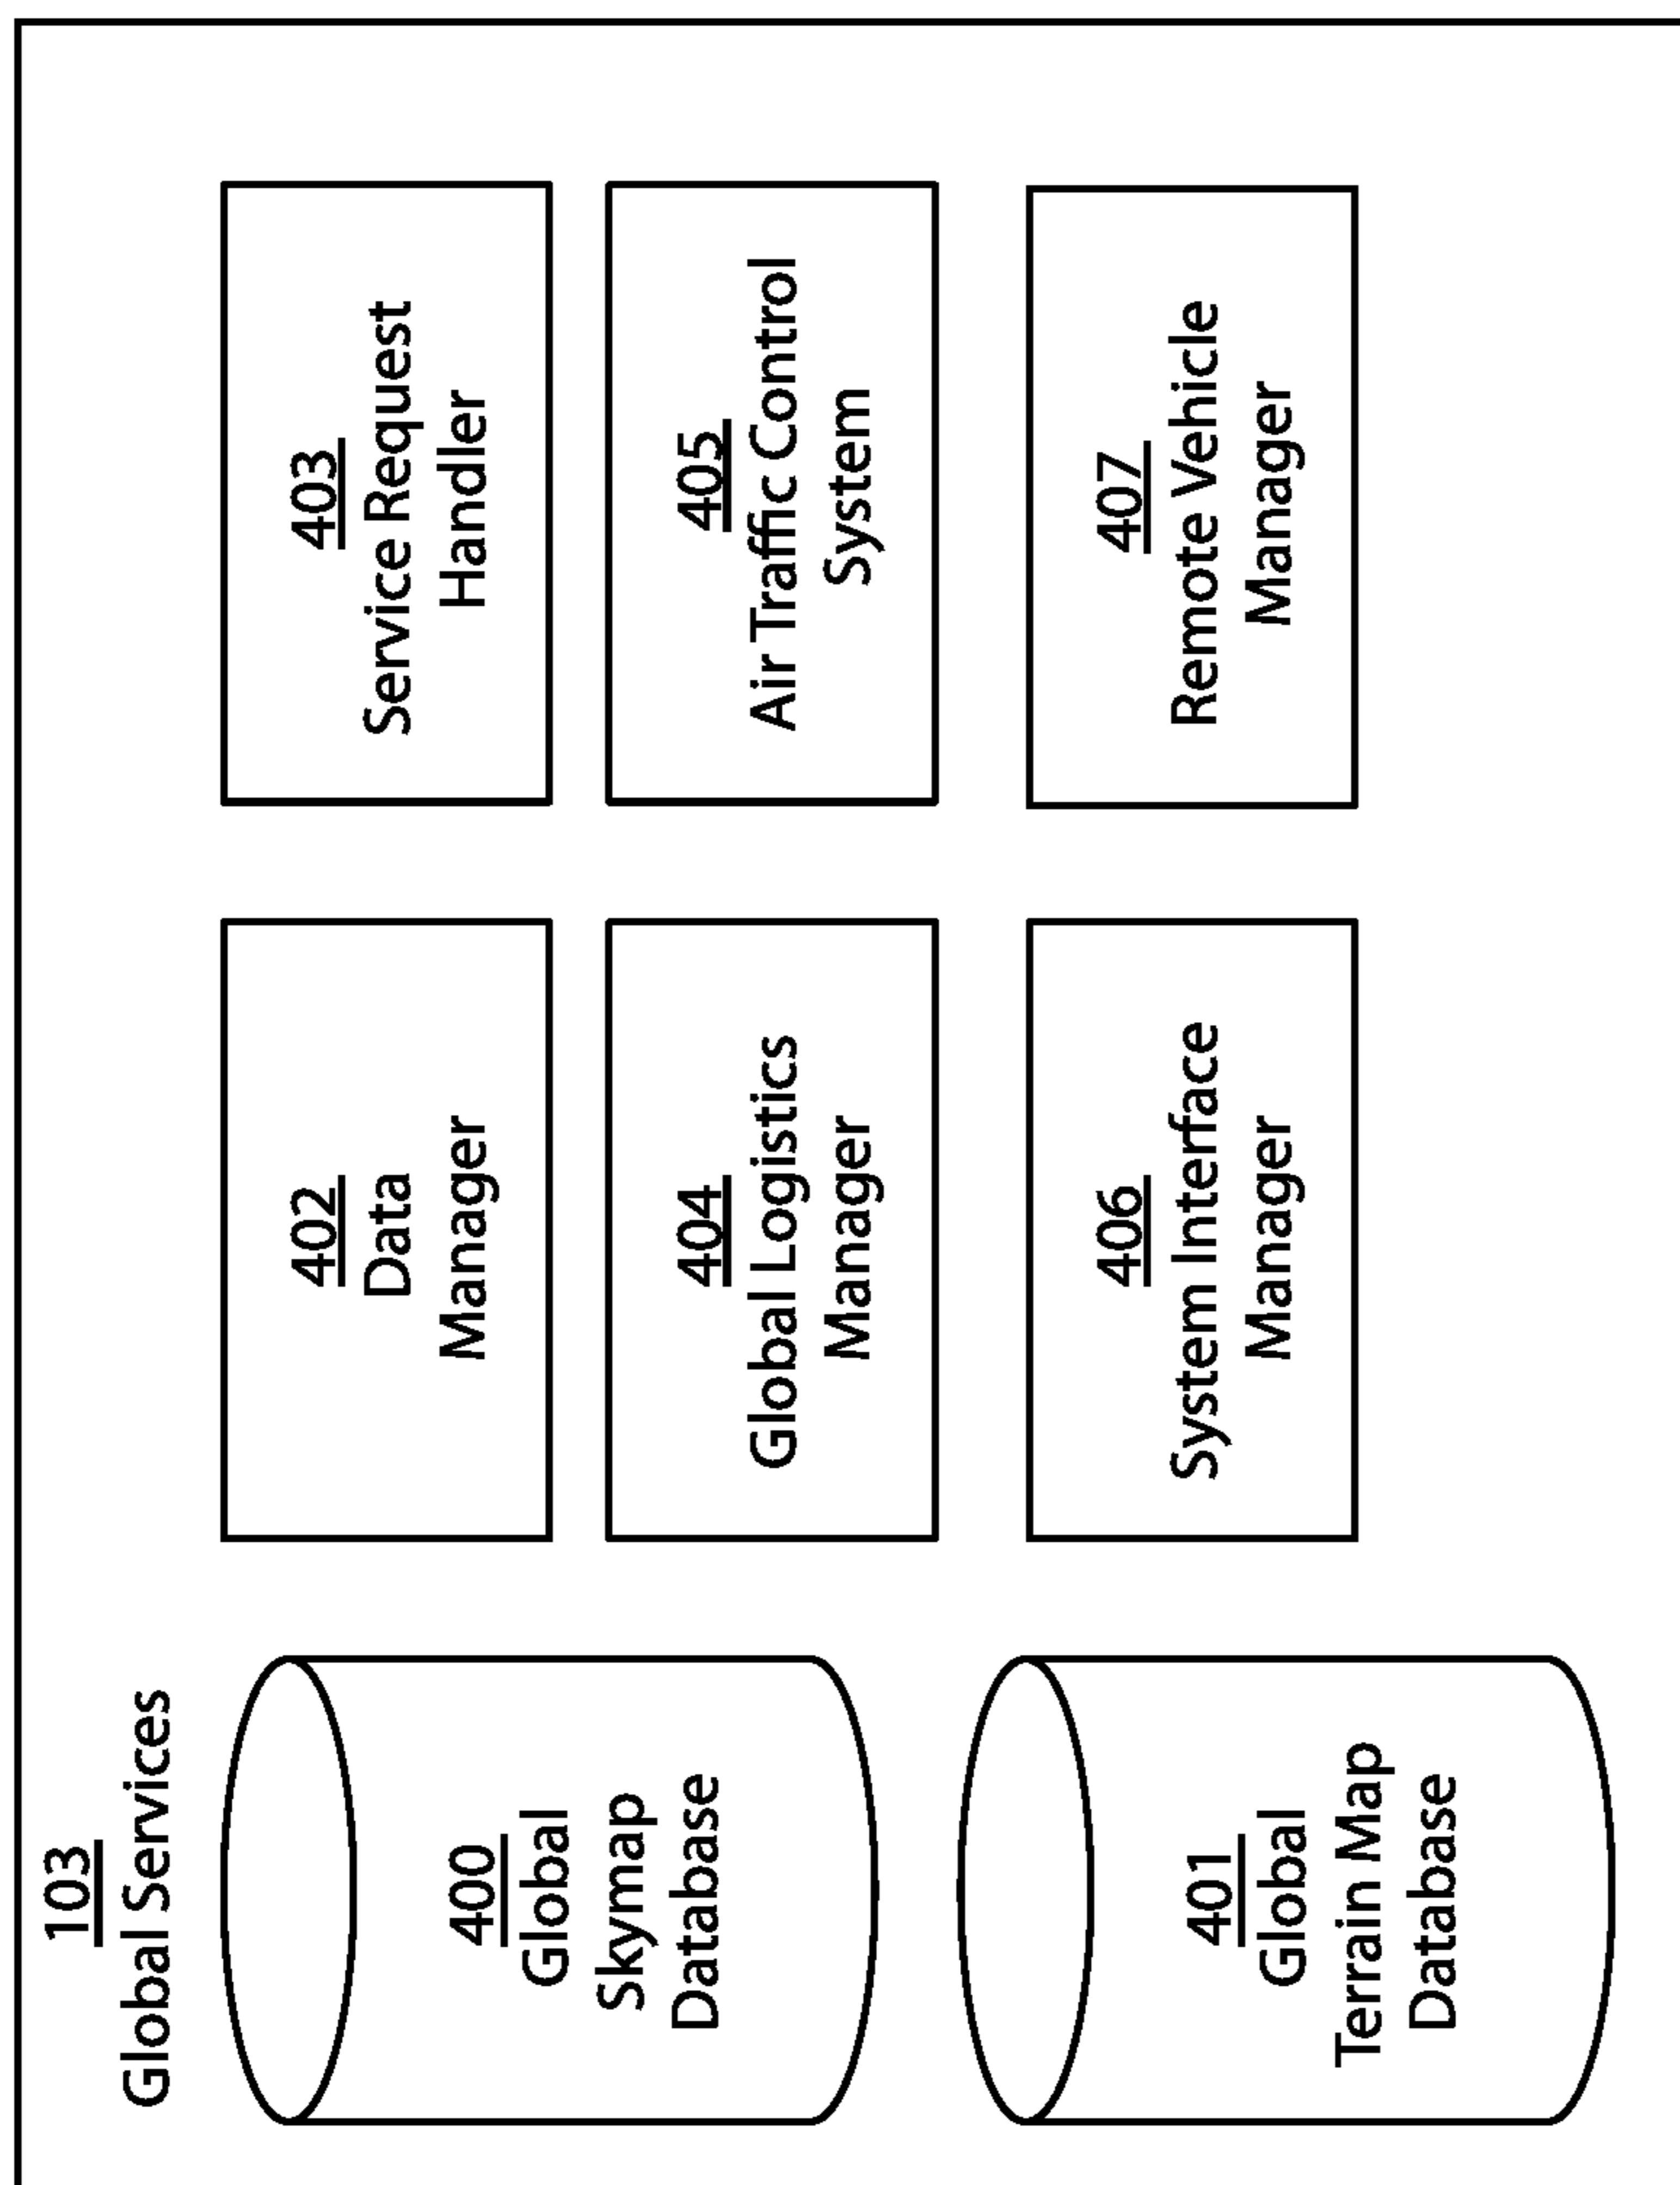 103
Global Services
400
Global
Skymap
Database
401
Global
Terrain Map
Database
402
Data
Manager
403
Service Request
Handler
404
Global Logistics
Manager
405
Air Traffic Control
System
406
System Interface
Manager
407
Remote Vehicle
Manager